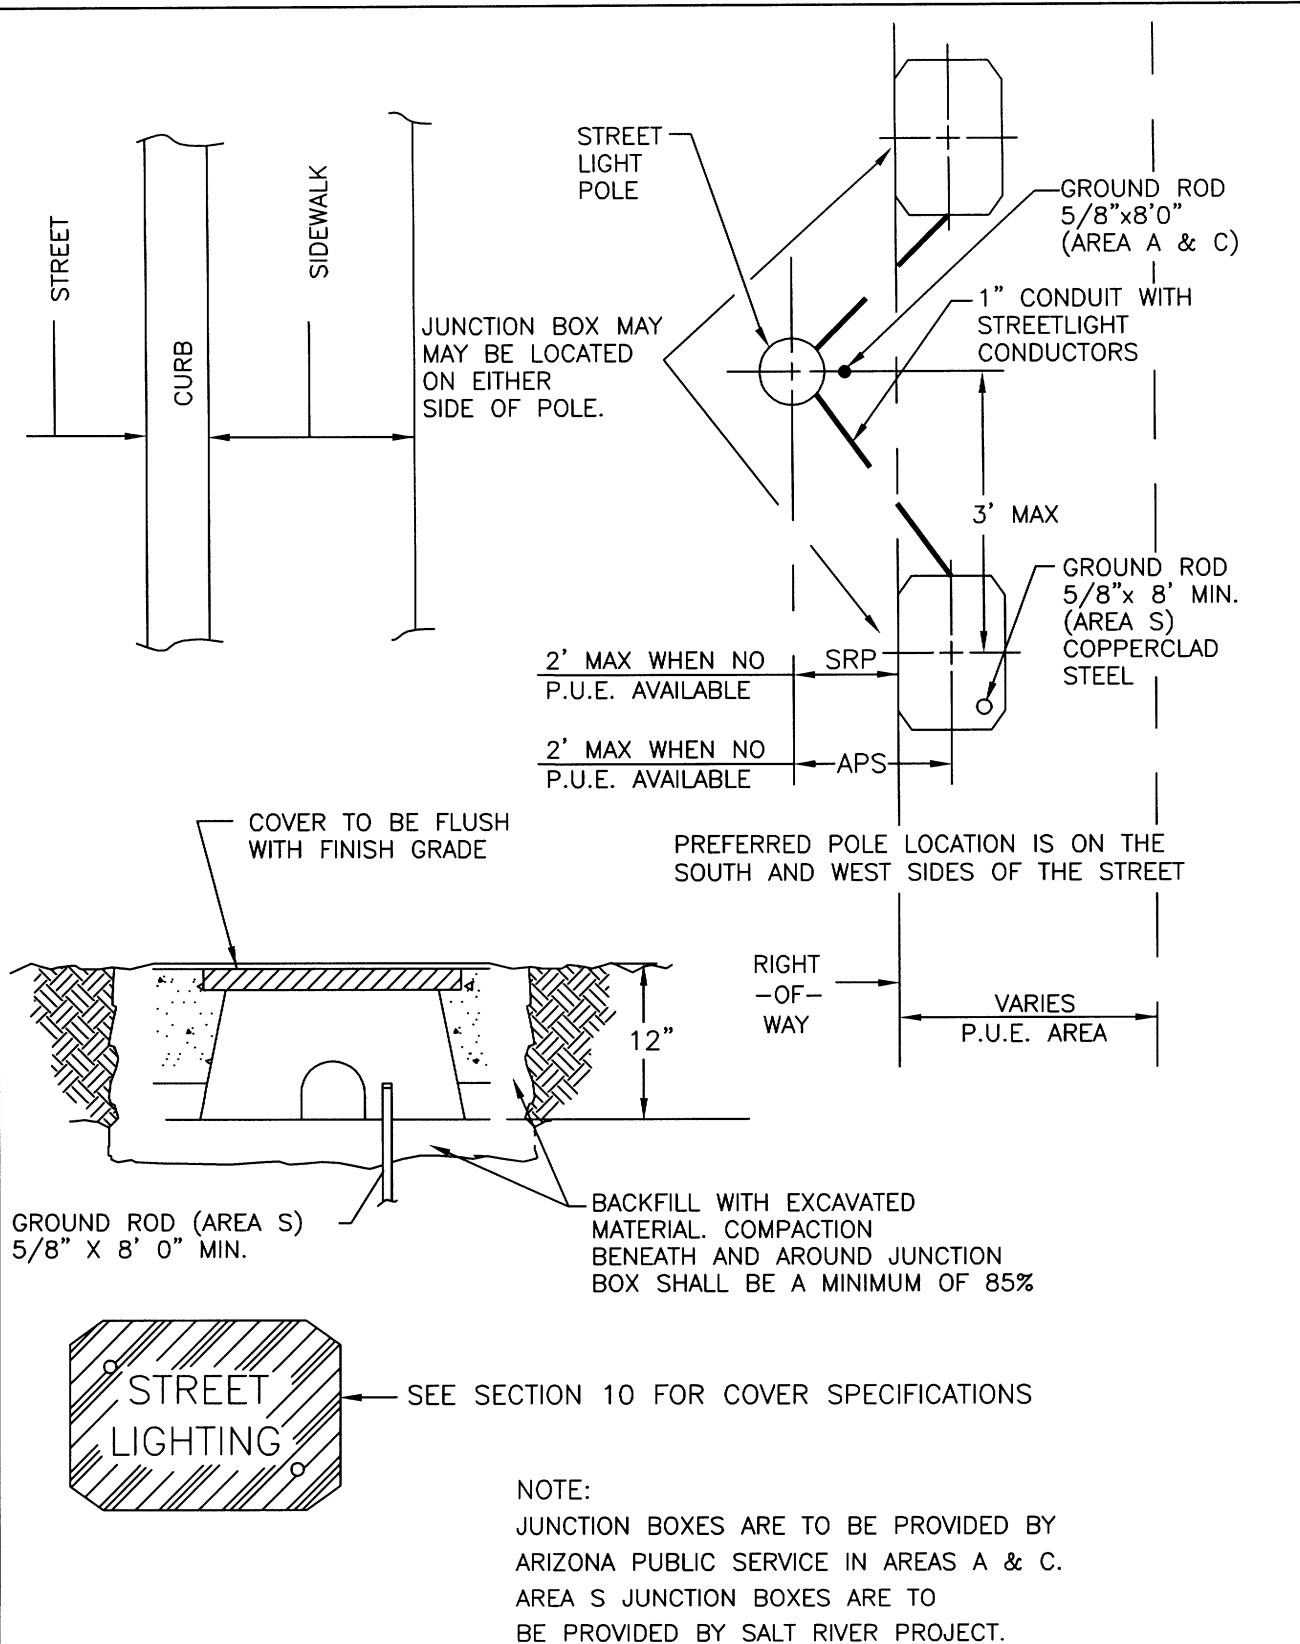 STREET
SIDEWALK
CURB
STREET
LIGHT
POLE
GROUND ROD
5/8"x8'0"
(AREA A & C)
1" CONDUIT WITH
STREETLIGHT
CONDUCTORS
JUNCTION BOX MAY
MAY BE LOCATED
ON EITHER
SIDE OF POLE.
3' MAX
GROUND ROD
5/8"x 8' MIN.
(AREA S)
COPPERCLAD
STEEL
2' MAX WHEN NO
P.U.E. AVAILABLE
SRP
2' MAX WHEN NO
P.U.E. AVAILABLE
APS
COVER TO BE FLUSH
WITH FINISH GRADE
PREFERRED POLE LOCATION IS ON THE
SOUTH AND WEST SIDES OF THE STREET
RIGHT
-OF-
WAY
VARIES
P.U.E. AREA
12"
GROUND ROD (AREA S)
5/8" X 8' 0" MIN.
BACKFILL WITH EXCAVATED
MATERIAL. COMPACTION
BENEATH AND AROUND JUNCTION
BOX SHALL BE A MINIMUM OF 85%
STREET
LIGHTING
SEE SECTION 10 FOR COVER SPECIFICATIONS
NOTE:
JUNCTION BOXES ARE TO BE PROVIDED BY
ARIZONA PUBLIC SERVICE IN AREAS A & C.
AREA S JUNCTION BOXES ARE TO
BE PROVIDED BY SALT RIVER PROJECT.